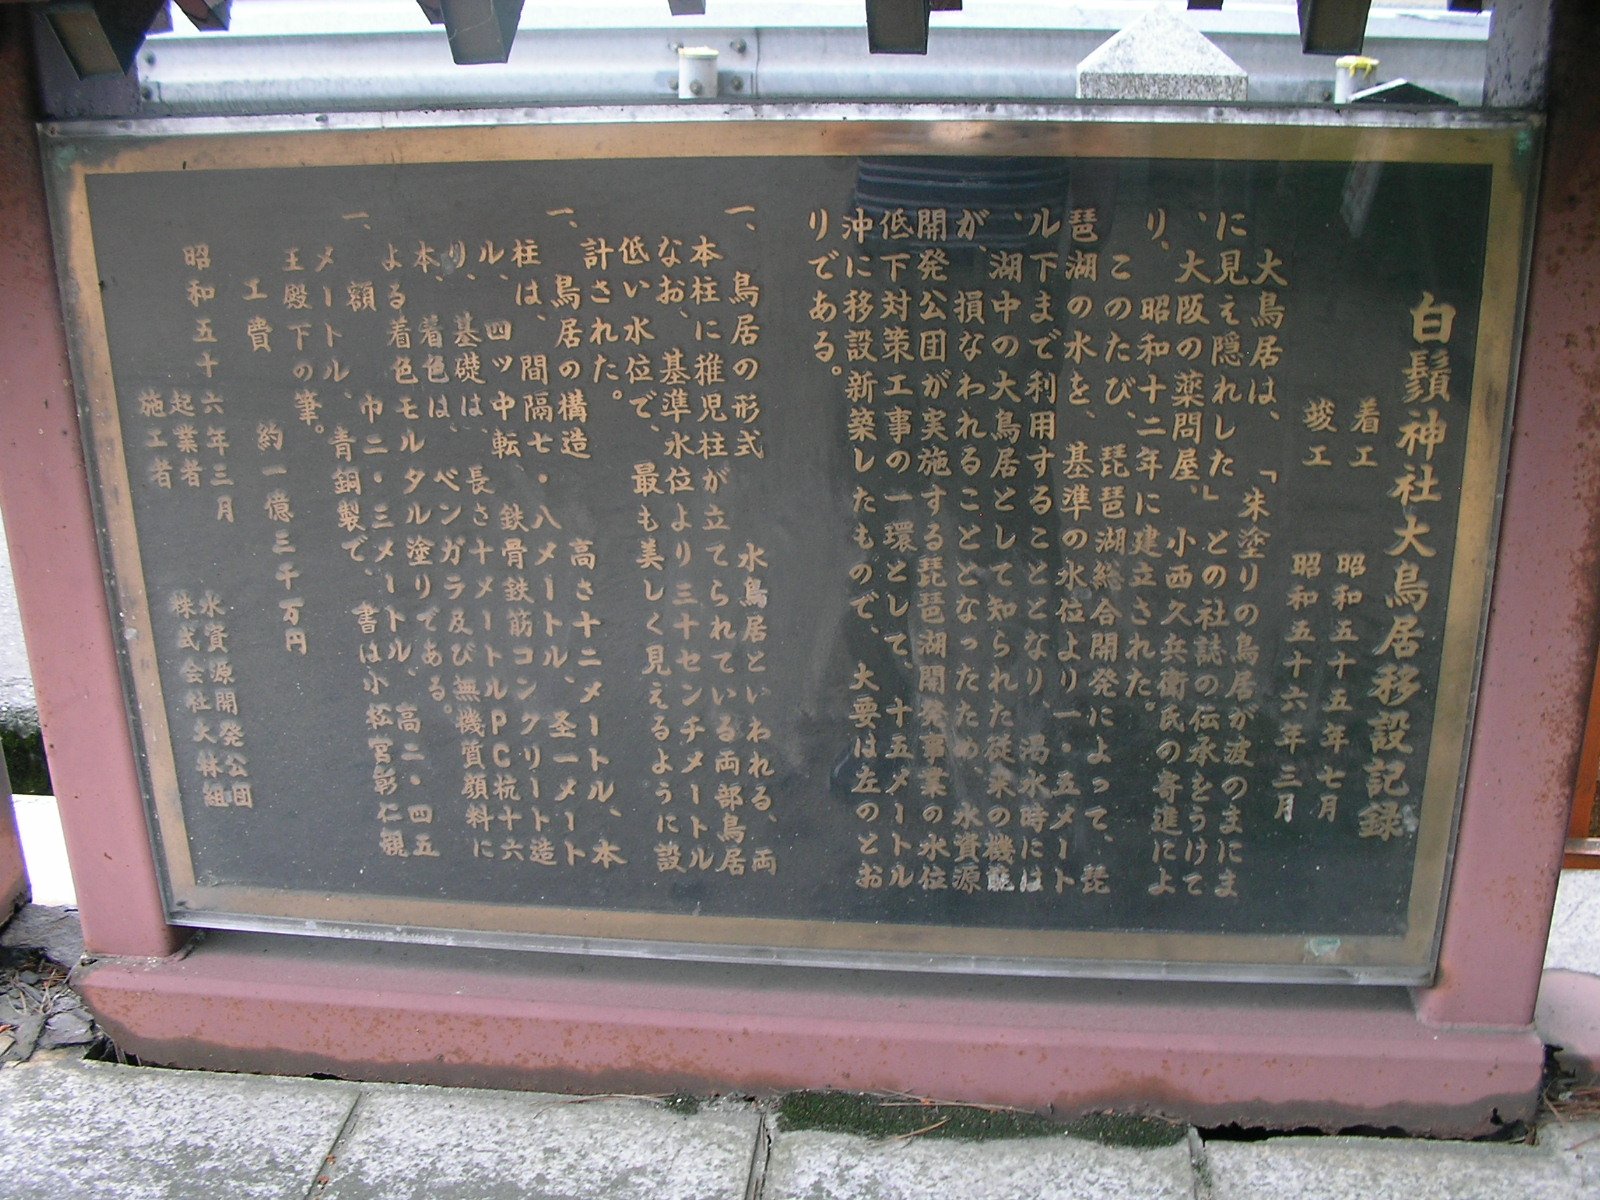 白鬚神社大鳥居移設記録
着工 昭和五十五年七月
竣工 昭和五十六年三月
大鳥居は、「朱塗りの鳥居が波のまにま
に見え隠れした」との社誌の伝承をうけて
、大阪の薬問屋、小西久兵衛氏の寄進によ
り、昭和十二年に建立された。
このたび、琵琶湖総合開発によって、琵
琶湖の水を、基準の水位より一・五メート
ル下まで利用することとなり、渇水時には
、湖中の大鳥居として知られた従来の機能
が、損なわれることとなったため、水資源
開発公団が実施する琵琶湖開発事業の水位
低下対策工事の一環として、十五メートル
沖に移設新築したもので、大要は左のとお
りである。
一、鳥居の形式 水鳥居といわれる、両
本柱に稚児柱が立てられている両部鳥居
なお、基準水位より三十センチメートル
低い水位で、最も美しく見えるように設
計された。
一、鳥居の構造 高さ十二メートル、本
柱は、間隔七・八メートル、圣一メート
ル、四ッ中転 鉄骨鉄筋コンクリート造
り、基礎は、長さ十メートルPC杭十六
本、着色は、ベンガラ及び無機質顔料に
よる着色モルタル塗りである。
一、額 巾二・三メートル、高二・四五
メートル、青銅製で、書は小松宮彰仁親
王殿下の筆。
工費 約一億三千万円
昭和五十六年三月
起業者 水資源開発公団
施工者 株式会社大林組